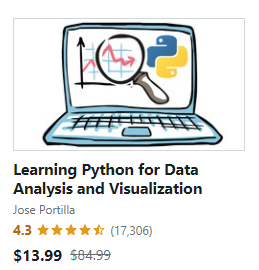 Learning Python for Data
Analysis and Visualization
Jose Portilla
4.3 (17,306)
$13.99 $84.99